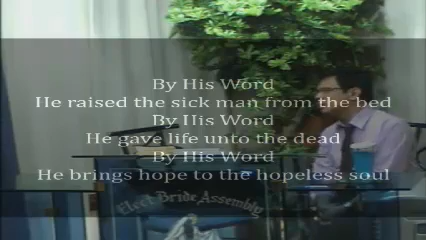 By His Word
He raised the sick man from the bed
By His Word
He gave life unto the dead
By His Word
He brings hope to the hopeless soul
Elect Bride Assembly